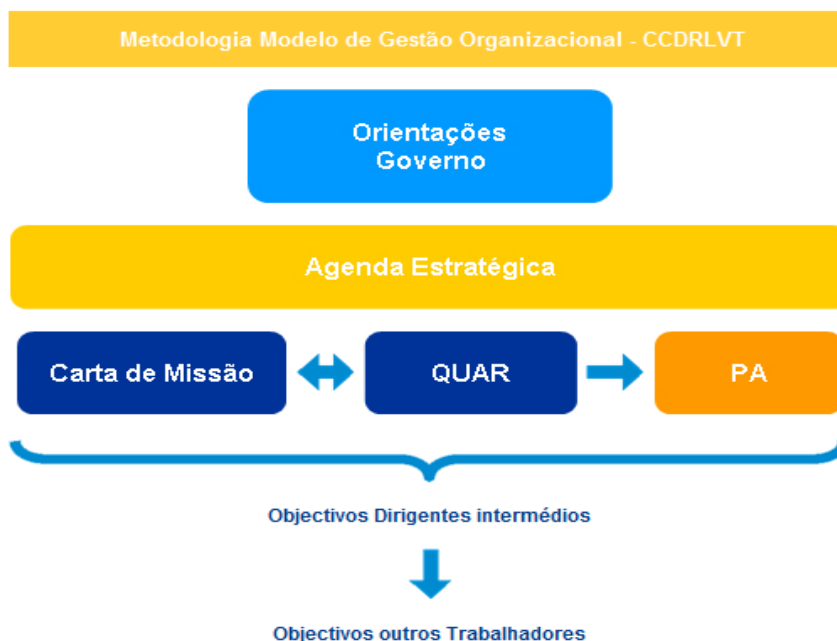 Metodologia Modelo de Gestão Organizacional - CCDRLVT
Orientações
Governo
Agenda Estratégica
Carta de Missão
QUAR
PA
Objectivos Dirigentes intermédios
Objectivos outros Trabalhadores